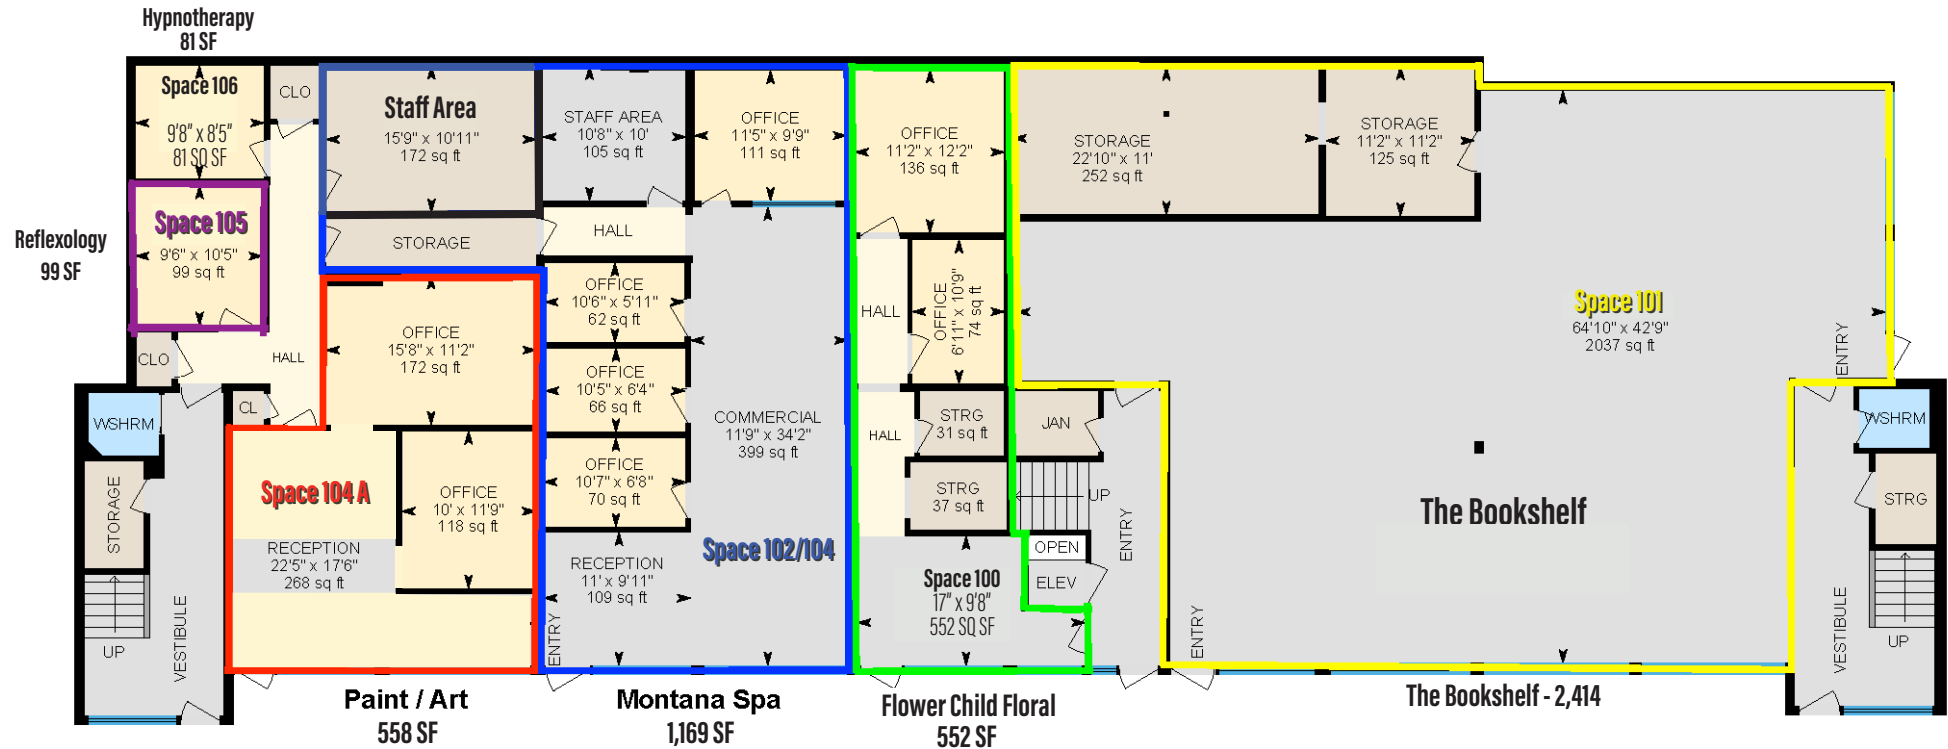 Hypnotherapy
81 SF
Space 106
9'8" x 8'5"
81 SQ SF
CLO
Staff Area
15'9" x 10'11"
172 sq ft
STAFF AREA
10'8" x 10'
105 sq ft
OFFICE
11'5" x 9'9"
111 sq ft
OFFICE
11'2" x 12'2"
136 sq ft
STORAGE
22'10" x 11'
252 sq ft
STORAGE
11'2" x 11'2"
125 sq ft
Reflexology
99 SF
Space 105
9'6" x 10'5"
99 sq ft
STORAGE
HALL
OFFICE
10'6" x 5'11"
62 sq ft
HALL
OFFICE
6'11" x 10'9"
74 sq ft
Space 101
64'10" x 42'9"
2037 sq ft
ENTRY
CLO
HALL
OFFICE
15'8" x 11'2"
172 sq ft
OFFICE
10'5" x 6'4"
66 sq ft
COMMERCIAL
11'9" x 34'2"
399 sq ft
WSHRM
CL
HALL
STRG
31 sq ft
JAN
WSHRM
STORAGE
Space 104 A
OFFICE
10' x 11'9"
118 sq ft
OFFICE
10'7" x 6'8"
70 sq ft
STRG
37 sq ft
UP
ENTRY
The Bookshelf
STRG
RECEPTION
22'5" x 17'6"
268 sq ft
RECEPTION
11' x 9'11"
109 sq ft
Space 102/104
Space 100
17" x 9'8"
552 SQ SF
OPEN
ELEV
UP
VESTIBULE
ENTRY
ENTRY
VESTIBULE
UP
Paint / Art
558 SF
Montana Spa
1,169 SF
Flower Child Floral
552 SF
The Bookshelf - 2,414